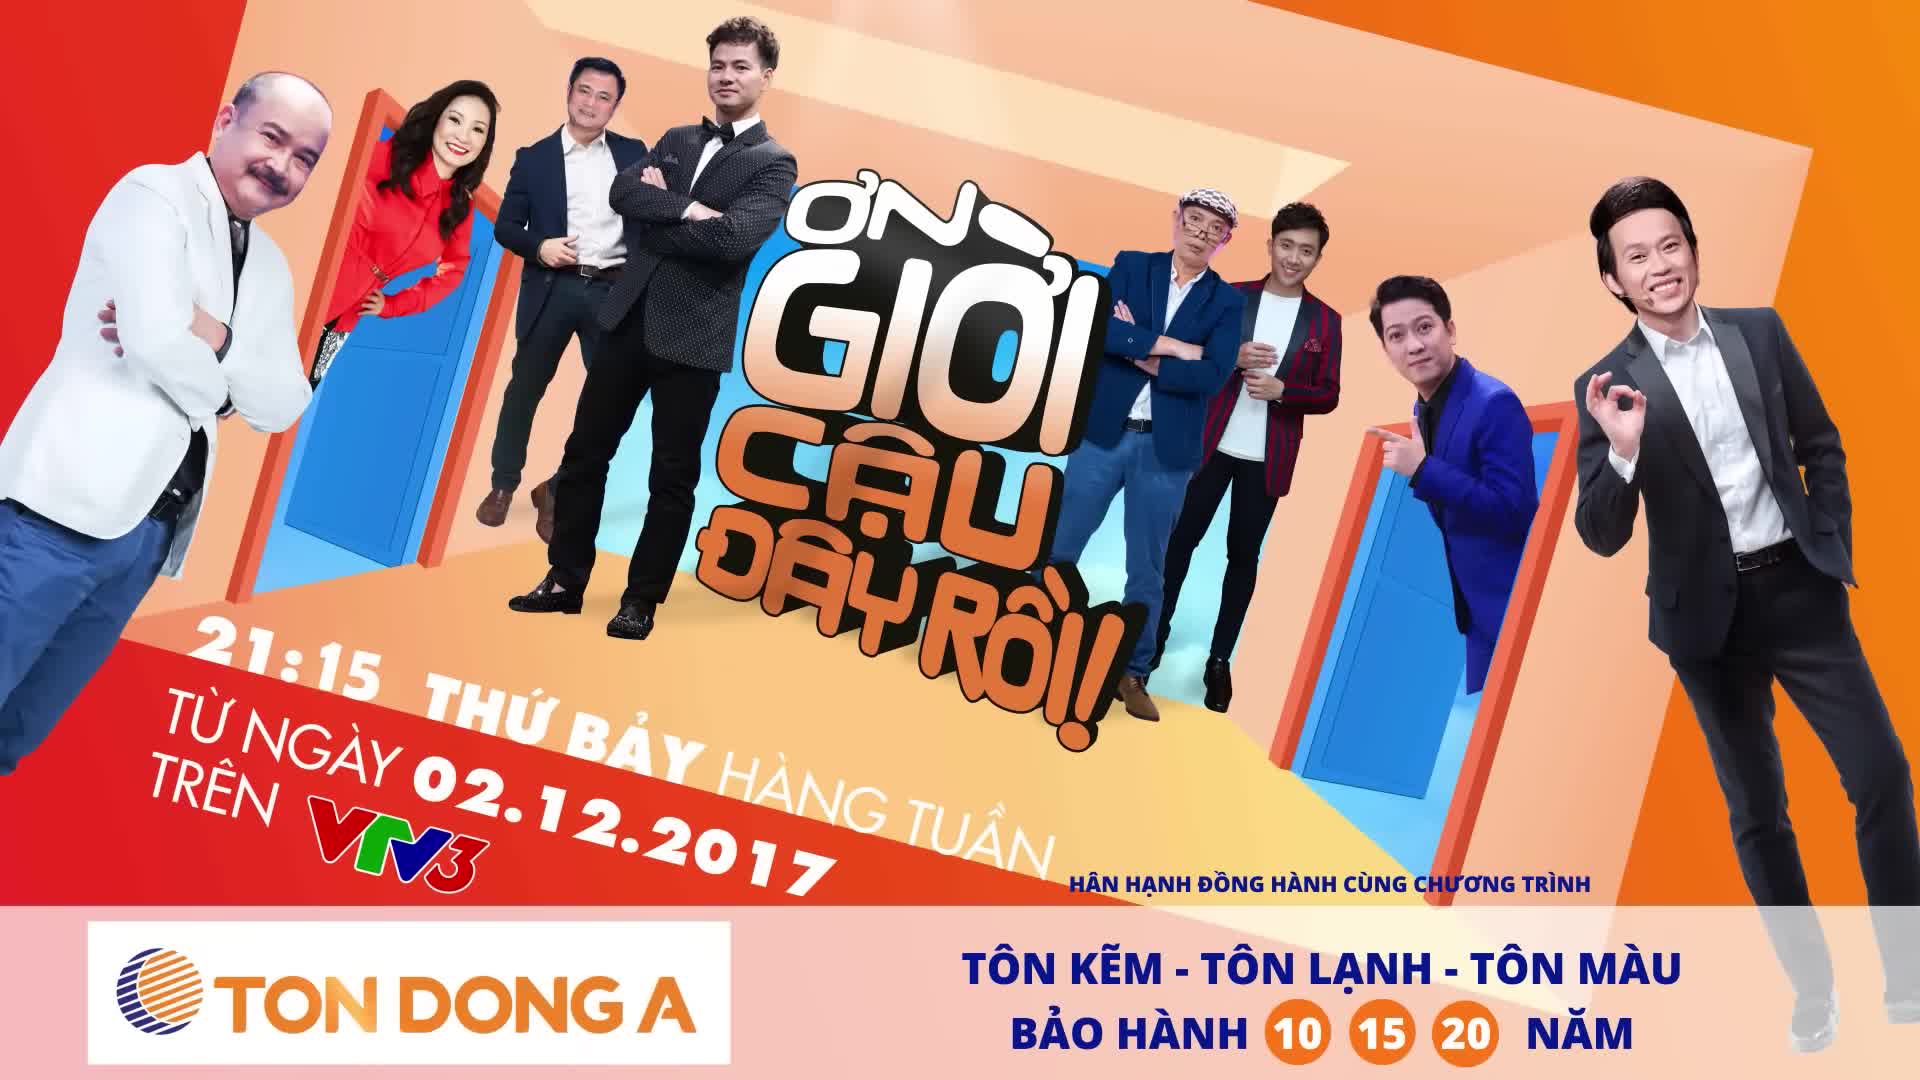 ƠN
GIỜI
CẬU
ĐÂY RỒI!
21:15 THỨ BẢY HÀNG TUẦN
TỪ NGÀY 02.12.2017
TRÊN VTV3
HÂN HẠNH ĐỒNG HÀNH CÙNG CHƯƠNG TRÌNH
TON DONG A
TÔN KẼM - TÔN LẠNH - TÔN MÀU
BẢO HÀNH 10 15 20 NĂM